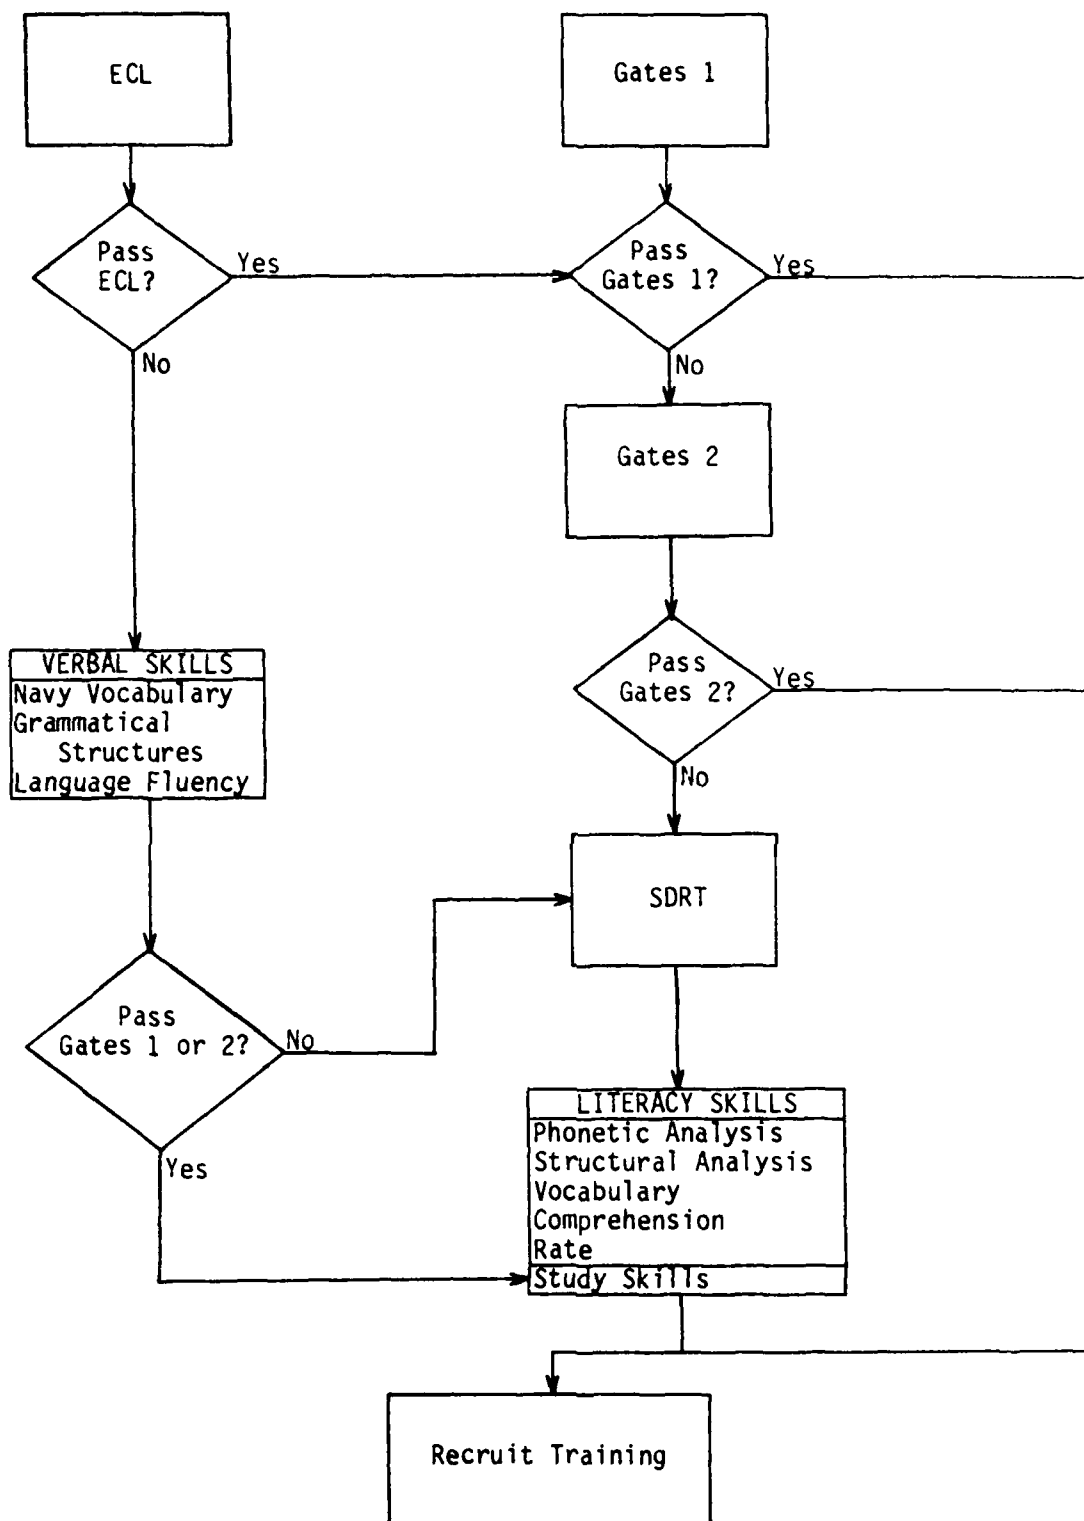 ECL
Gates 1
Pass
ECL?
Yes
No
Pass
Gates 1?
Yes
No
Gates 2
Pass
Gates 2?
Yes
No
VERBAL SKILLS
Navy Vocabulary
Grammatical
Structures
Language Fluency
SDRT
Pass
Gates 1 or 2?
No
Yes
LITERACY SKILLS
Phonetic Analysis
Structural Analysis
Vocabulary
Comprehension
Rate
Study Skills
Recruit Training